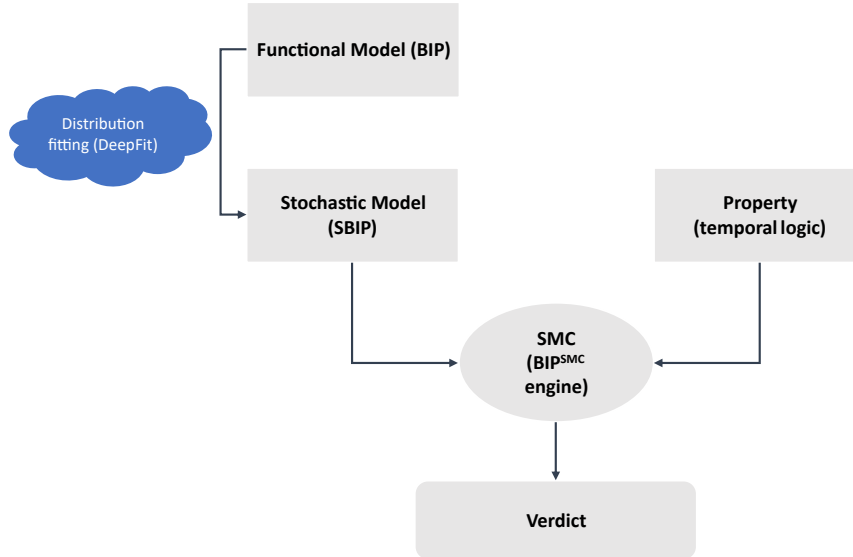 Functional Model (BIP)
Distribution
fitting (DeepFit)
Stochastic Model
(SBIP)
Property
(temporal logic)
SMC
(BIPSMC
engine)
Verdict